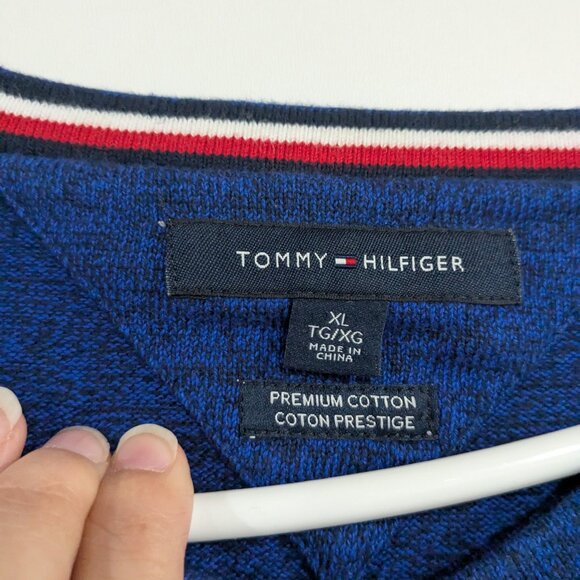 TOMMY HILFIGER
XL
TG/XG
MADE IN
CHINA
PREMIUM COTTON
COTON PRESTIGE